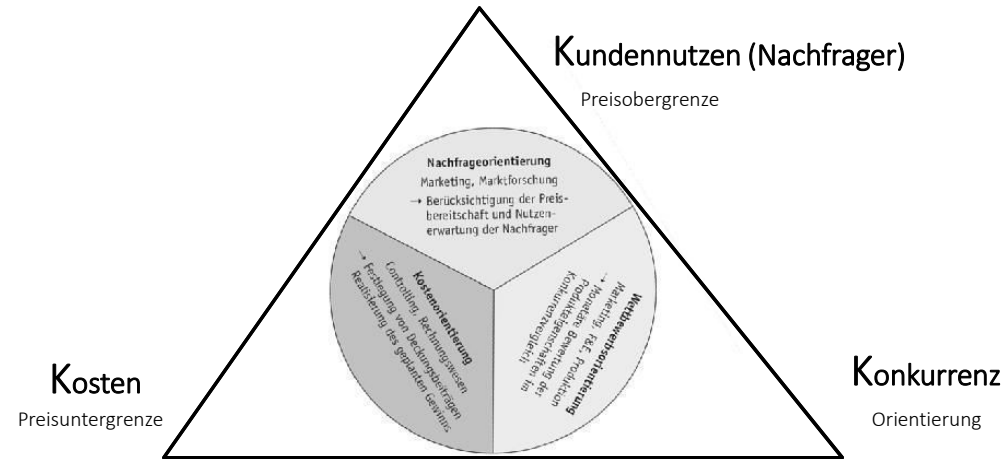 Kundennutzen (Nachfrager)
Preisobergrenze
Nachfrageorientierung
Marketing, Marktforschung
→ Berücksichtigung der Preis-
bereitschaft und Nutzen-
erwartung der Nachfrager
Kostenorientierung
Controlling, Rechnungswesen
→ Festlegung von Deckungsbeiträgen
Realisierung des geplanten Gewinns
Wettbewerbsorientierung
Marketing, F&E, Produktion
→ Monetäre Bewertung der
Produkteigenschaften im
Konkurrenzvergleich
Kosten
Preisuntergrenze
Konkurrenz
Orientierung